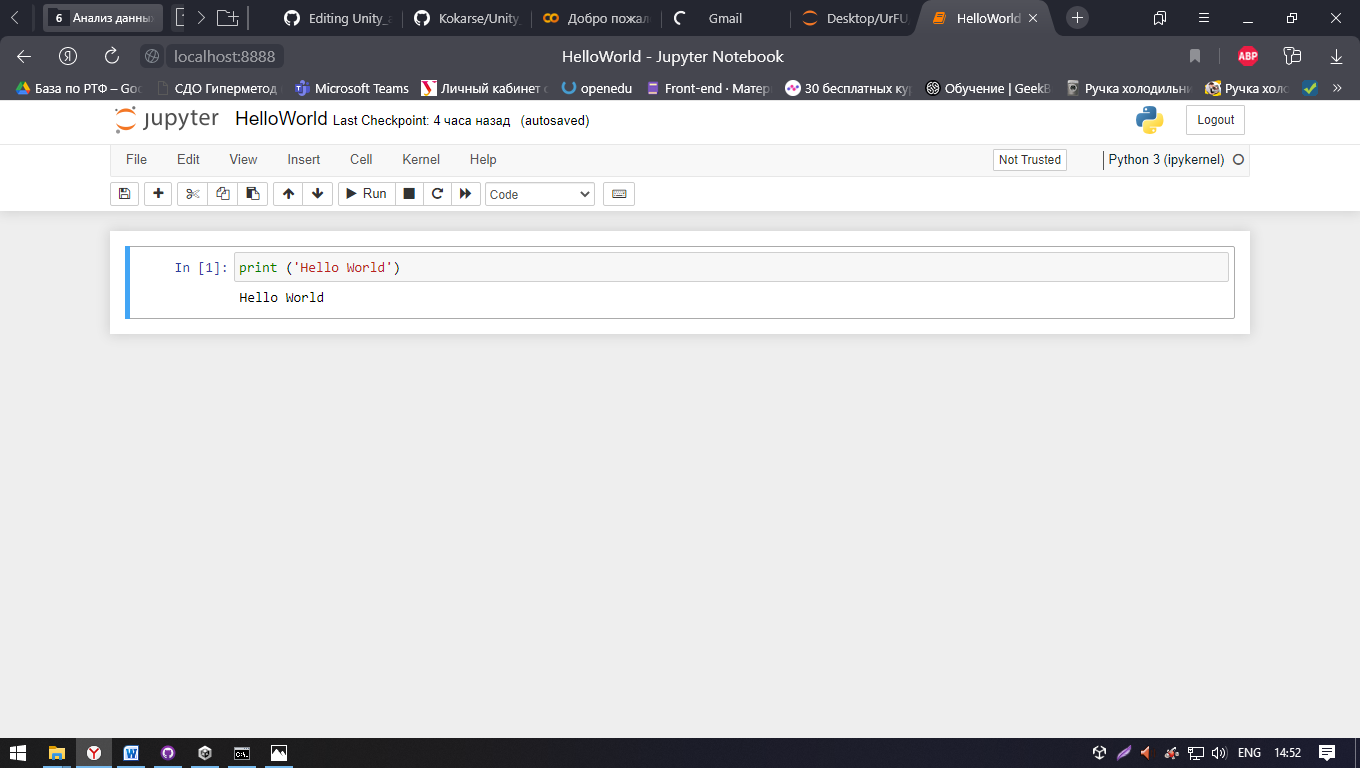 6 Анализ данны
Editing Unity_
Kokarse/Unity_
Добро пожал
Gmail
Desktop/UrFU
HelloWorld
Я localhost:8888 HelloWorld - Jupyter Notebook ABP
База по РТФ – Goo
СДО Гиперметод
Microsoft Teams
Личный кабинет
openedu
Front-end · Матер
30 бесплатных ку
Обучение | GeekB
Ручка холодильни
Ручка холо
»
jupyter HelloWorld Last Checkpoint: 4 часа назад (autosaved) Logout
File Edit View Insert Cell Kernel Help Not Trusted Python 3 (ipykernel)
Run Code
In [1]: print ('Hello World')
Hello World
ENG 14:52